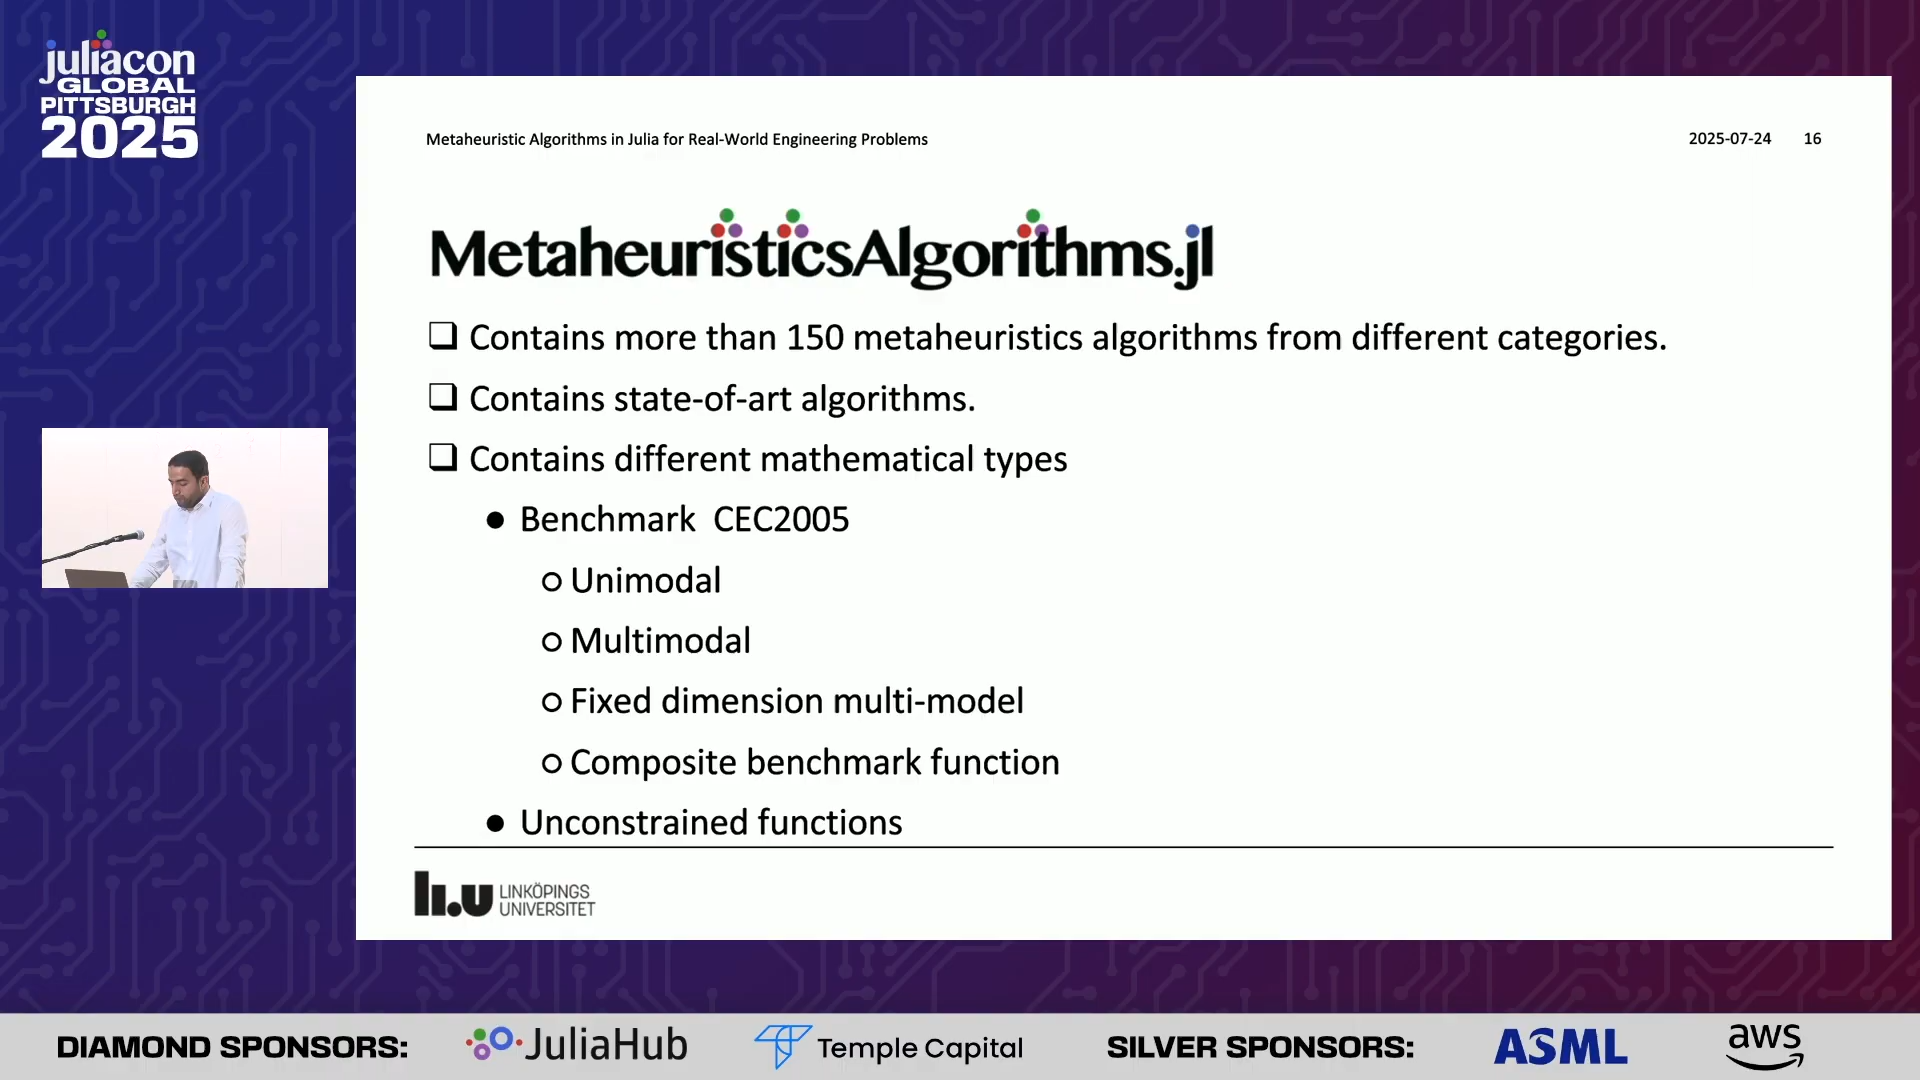 juliacon
GLOBAL
PITTSBURGH
2025
Metaheuristic Algorithms in Julia for Real-World Engineering Problems
2025-07-24 16
MetaheuristicsAlgorithms.jl
❑ Contains more than 150 metaheuristics algorithms from different categories.
❑ Contains state-of-art algorithms.
❑ Contains different mathematical types
● Benchmark CEC2005
○ Unimodal
○ Multimodal
○ Fixed dimension multi-model
○ Composite benchmark function
● Unconstrained functions
li.u LINKÖPINGS
UNIVERSITET
DIAMOND SPONSORS: JuliaHub Temple Capital SILVER SPONSORS: ASML aws